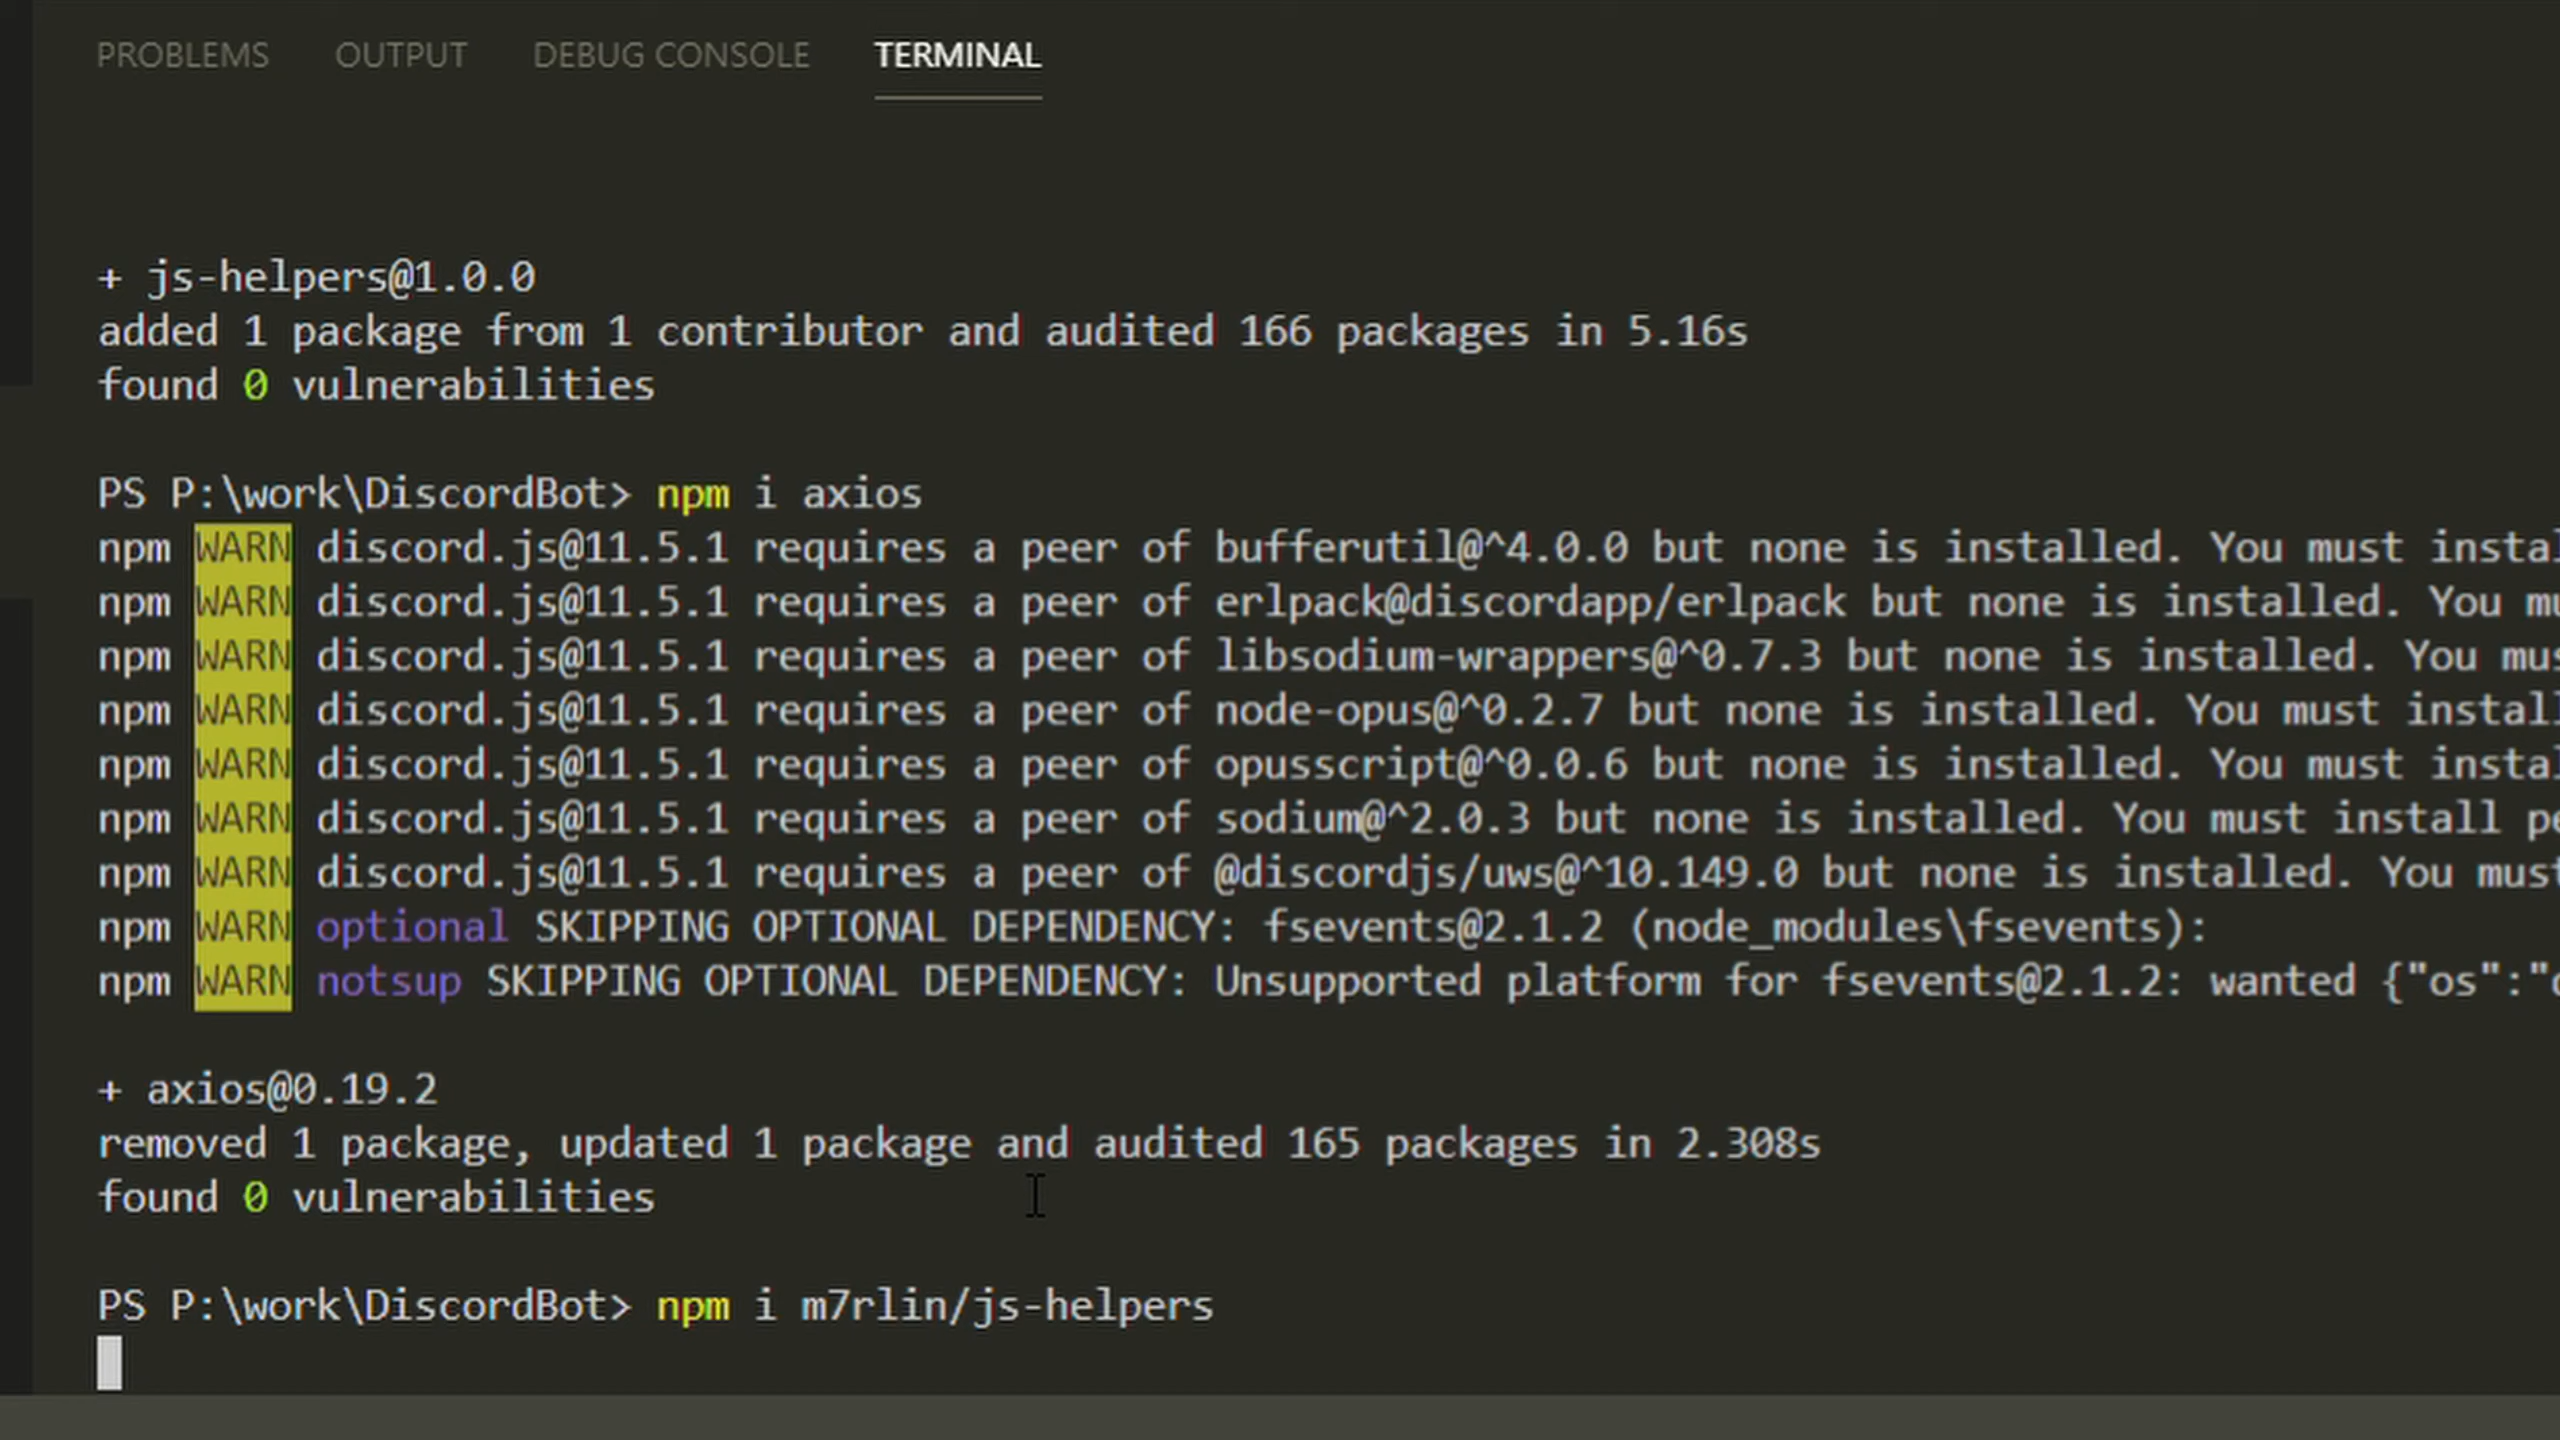 PROBLEMS OUTPUT DEBUG CONSOLE TERMINAL
+ js-helpers@1.0.0
added 1 package from 1 contributor and audited 166 packages in 5.16s
found 0 vulnerabilities
PS P:\work\DiscordBot> npm i axios
npm WARN discord.js@11.5.1 requires a peer of bufferutil@^4.0.0 but none is installed. You must
npm WARN discord.js@11.5.1 requires a peer of erlpack@discordapp/erlpack but none is installed. You
npm WARN discord.js@11.5.1 requires a peer of libsodium-wrappers@^0.7.3 but none is installed. You
npm WARN discord.js@11.5.1 requires a peer of node-opus@^0.2.7 but none is installed. You must install
npm WARN discord.js@11.5.1 requires a peer of opusscript@^0.0.6 but none is installed. You must
npm WARN discord.js@11.5.1 requires a peer of sodium@^2.0.3 but none is installed. You must install
npm WARN discord.js@11.5.1 requires a peer of @discordjs/uws@^10.149.0 but none is installed. You must
npm WARN optional SKIPPING OPTIONAL DEPENDENCY: fsevents@2.1.2 (node_modules\fsevents):
npm WARN notsup SKIPPING OPTIONAL DEPENDENCY: Unsupported platform for fsevents@2.1.2: wanted {"os":"
+ axios@0.19.2
removed 1 package, updated 1 package and audited 165 packages in 2.308s
found 0 vulnerabilities
PS P:\work\DiscordBot> npm i m7rlin/js-helpers